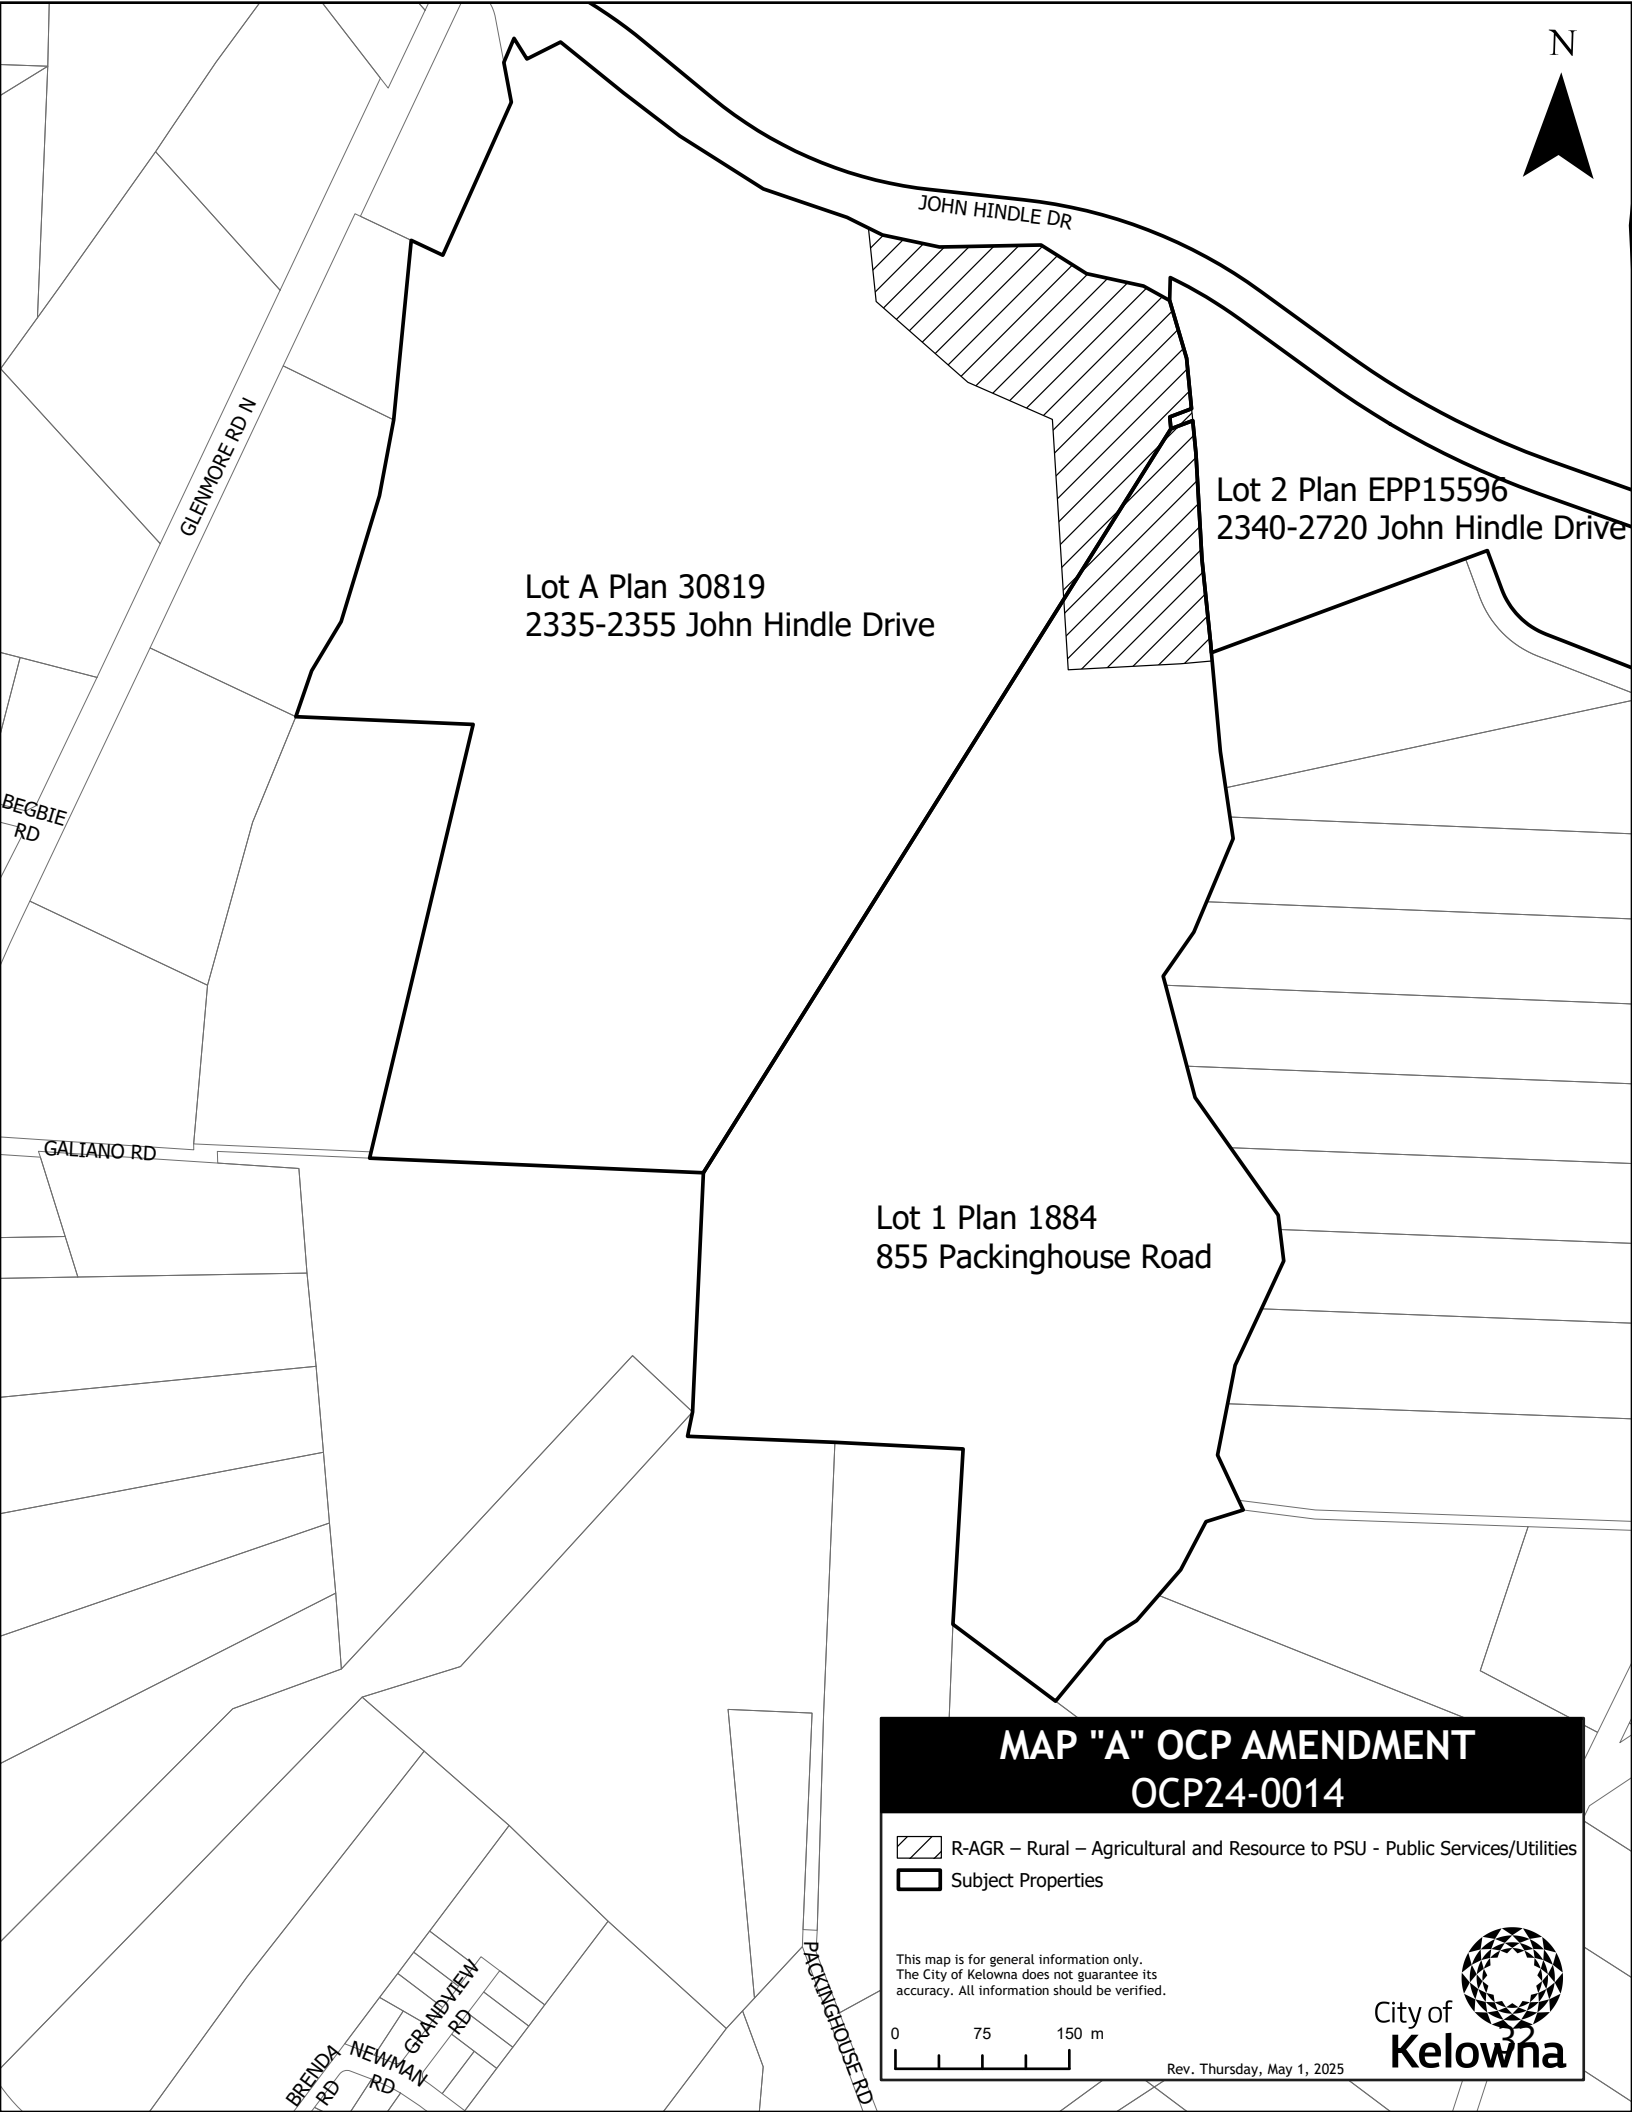 N
JOHN HINDLE DR
GLENMORE RD N
Lot 2 Plan EPP15596
2340-2720 John Hindle Drive
Lot A Plan 30819
2335-2355 John Hindle Drive
BEGBIE
RD
GALIANO RD
Lot 1 Plan 1884
855 Packinghouse Road
MAP "A" OCP AMENDMENT
OCP24-0014
R-AGR – Rural – Agricultural and Resource to PSU - Public Services/Utilities
Subject Properties
This map is for general information only.
The City of Kelowna does not guarantee its
accuracy. All information should be verified.
0 75 150 m
Rev. Thursday, May 1, 2025
City of
Kelowna
32
PACKINGHOUSE RD
GRANDVIEW
RD
NEWMAN
RD
BRENDA
RD